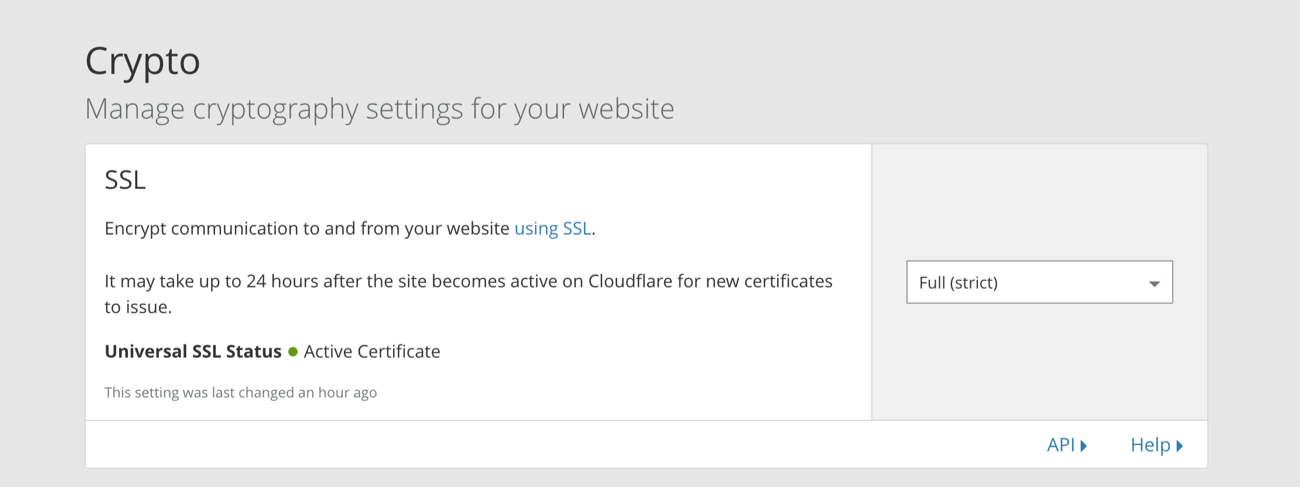 Crypto
Manage cryptography settings for your website
SSL
Encrypt communication to and from your website using SSL.
It may take up to 24 hours after the site becomes active on Cloudflare for new certificates
to issue.
Universal SSL Status Active Certificate
This setting was last changed an hour ago
Full (strict)
API
Help